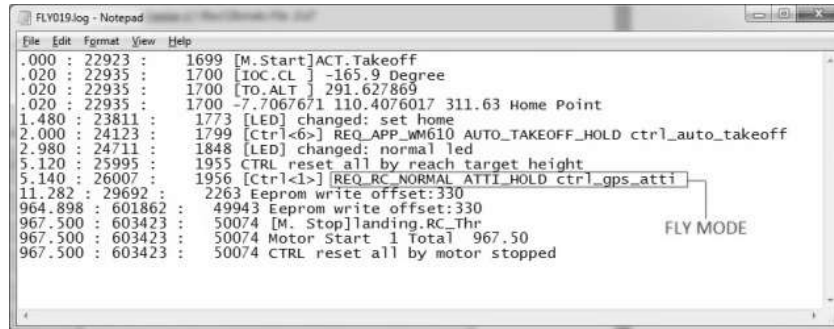 FLY019.log - Notepad
File Edit Format View Help
.000 : 22923 : 1699 [M.Start]ACT.Takeoff
.020 : 22935 : 1700 [IOC.CL ] -165.9 Degree
.020 : 22935 : 1700 [TO.ALT ] 291.627869
.020 : 22935 : 1700 -7.7067671 110.4076017 311.63 Home Point
1.480 : 23811 : 1773 [LED] changed: set home
2.000 : 24123 : 1799 [Ctrl<6>] REQ_APP_WM610 AUTO_TAKEOFF_HOLD ctrl_auto_takeoff
2.980 : 24711 : 1848 [LED] changed: normal led
5.120 : 25995 : 1955 CTRL reset all by reach target height
5.140 : 26007 : 1956 [Ctrl<1>] REQ_RC_NORMAL ATTI_HOLD ctrl_gps_atti
11.282 : 29692 : 2263 Eeprom write offset:330
964.898 : 601862 : 49943 Eeprom write offset:330
967.500 : 603423 : 50074 [M. Stop]landing.RC_Thr
967.500 : 603423 : 50074 Motor Start 1 Total 967.50
967.500 : 603423 : 50074 CTRL reset all by motor stopped
FLY MODE